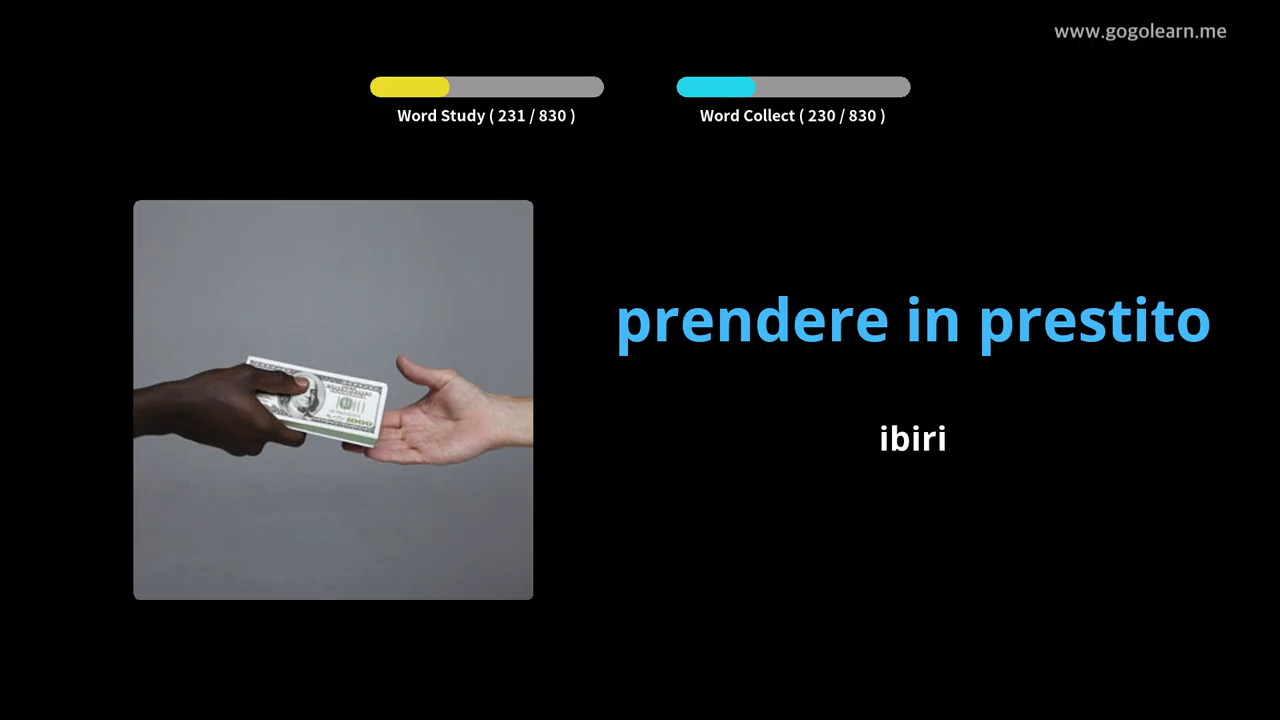 www.gogolearn.me
Word Study ( 231 / 830 )
Word Collect ( 230 / 830 )
prendere in prestito
ibiri